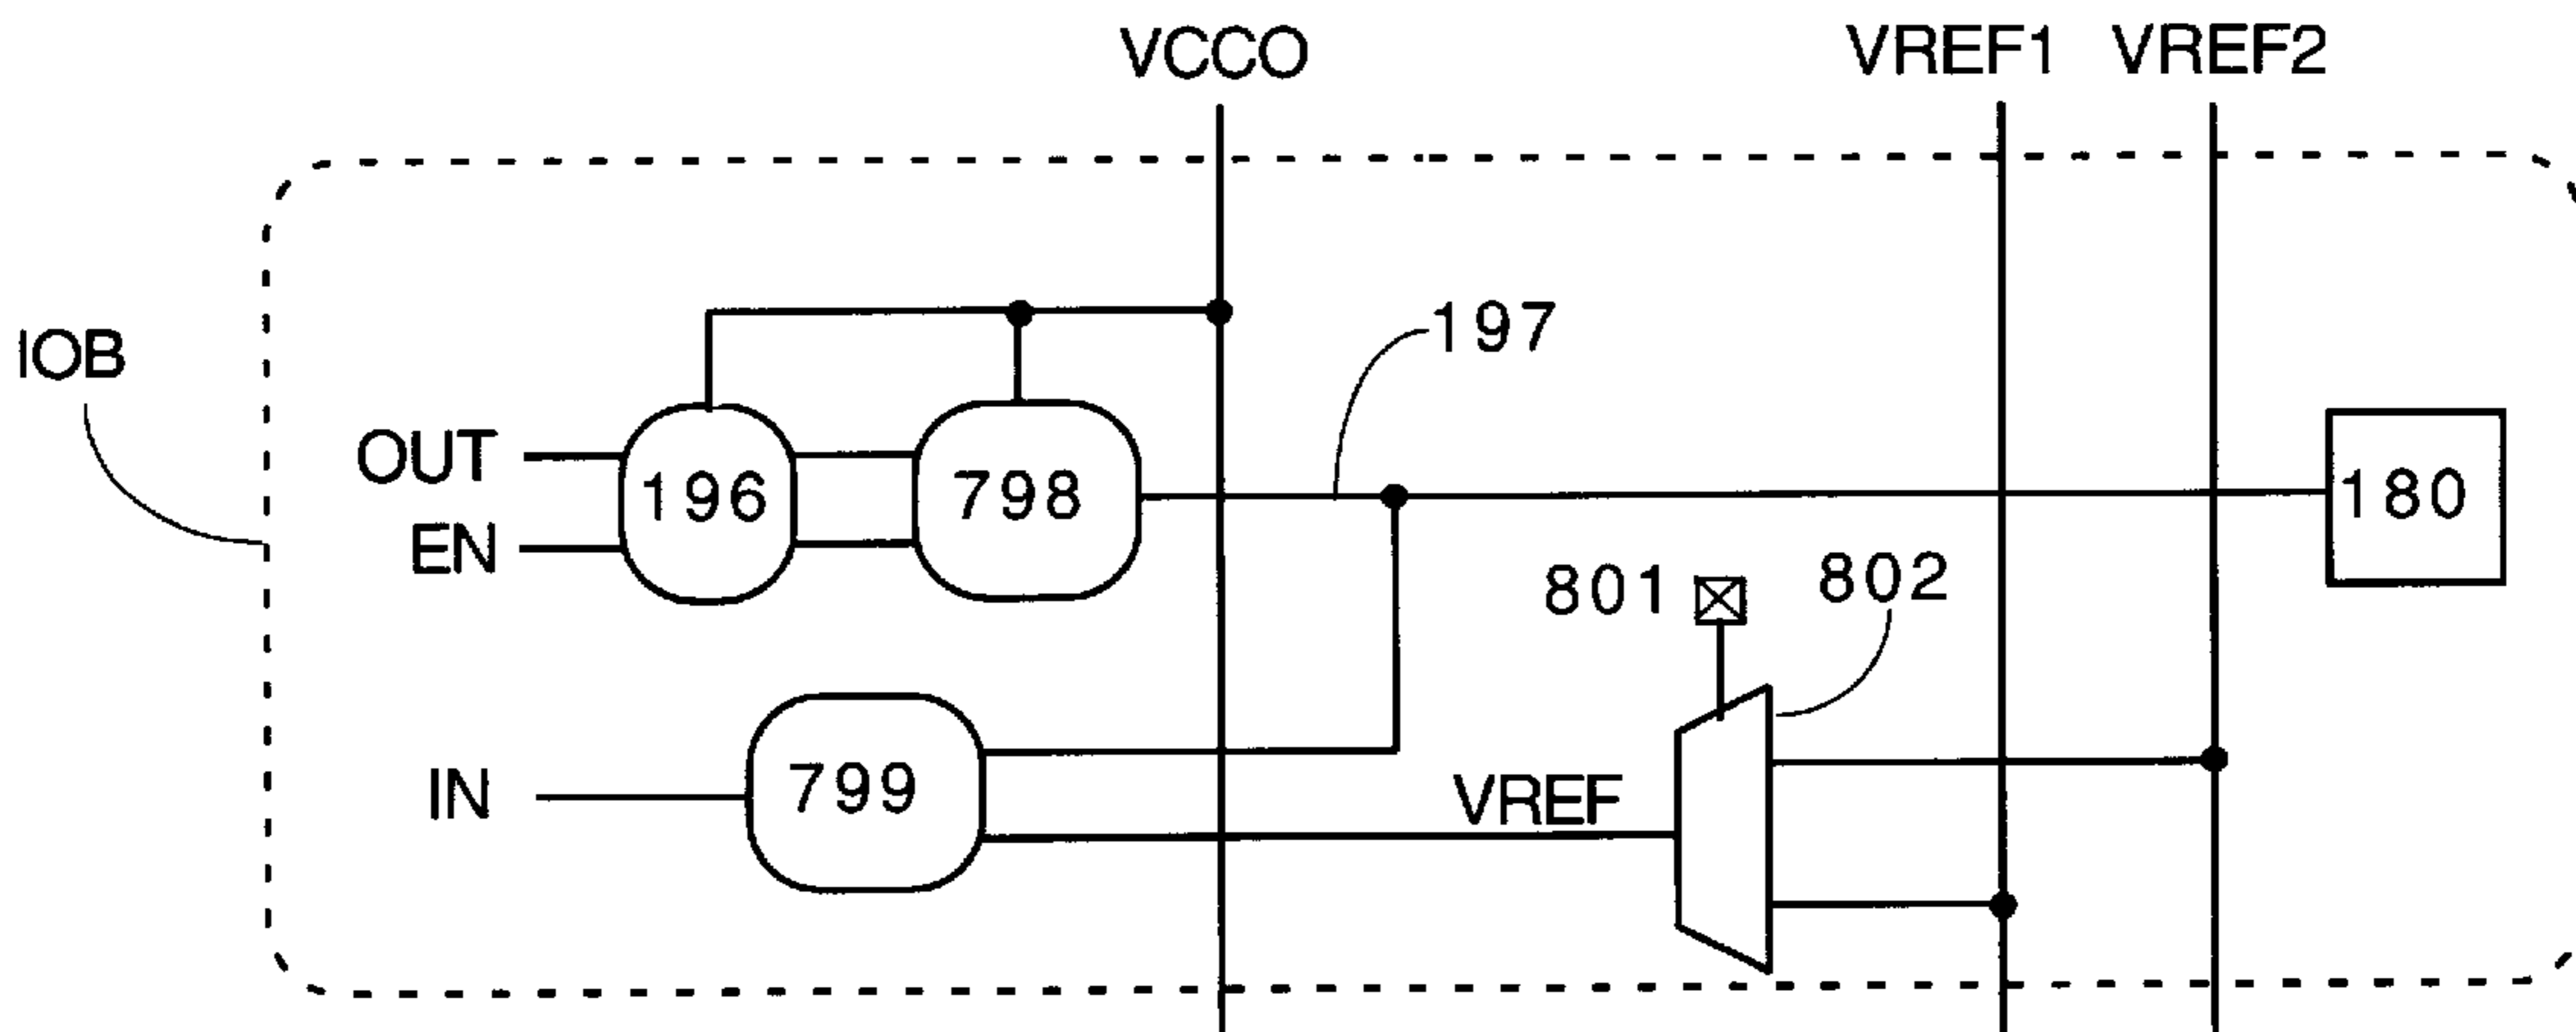 VCCO
VREF1 VREF2
197
IOB
OUT
196
798
180
EN
801
802
IN
799
VREF